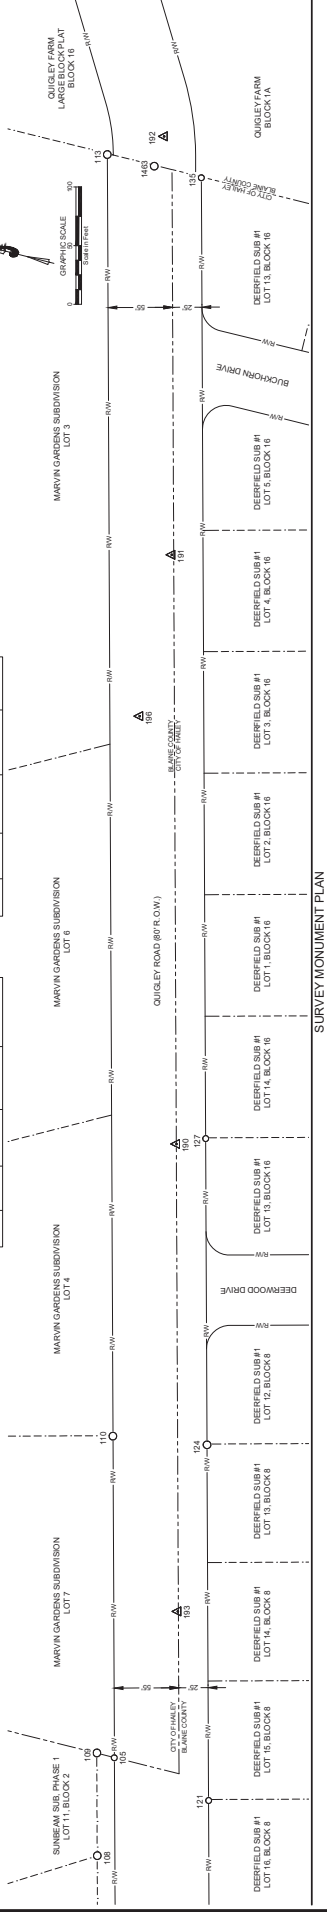 SUNBEAM SUB, PHASE 1
LOT 11, BLOCK 2
MARVIN GARDENS SUBDIVISION
LOT 7
MARVIN GARDENS SUBDIVISION
LOT 4
MARVIN GARDENS SUBDIVISION
LOT 6
MARVIN GARDENS SUBDIVISION
LOT 3
GRAPHIC SCALE
0
50
100
Scale in Feet
QUIGLEY FARM
LARGE BLOCK PLAT
BLOCK 16
108
109
105
110
113
R/W
R/W
R/W
R/W
R/W
R/W
R/W
R/W
R/W
R/W
R/W
R/W
55'
25'
CITY OF HAILEY
BLAINE COUNTY
193
190
QUIGLEY ROAD (80' R.O.W.)
BLAINE COUNTY
CITY OF HAILEY
196
191
55'
25'
1463
192
R/W
121
124
127
135
R/W
R/W
R/W
R/W
R/W
R/W
R/W
R/W
R/W
R/W
R/W
CITY OF HAILEY
BLAINE COUNTY
DEERFIELD SUB #1
LOT 16, BLOCK 8
DEERFIELD SUB #1
LOT 15, BLOCK 8
DEERFIELD SUB #1
LOT 14, BLOCK 8
DEERFIELD SUB #1
LOT 13, BLOCK 8
DEERFIELD SUB #1
LOT 12, BLOCK 8
R/W
DEERWOOD DRIVE
R/W
DEERFIELD SUB #1
LOT 13, BLOCK 16
DEERFIELD SUB #1
LOT 14, BLOCK 16
DEERFIELD SUB #1
LOT 1, BLOCK 16
DEERFIELD SUB #1
LOT 2, BLOCK 16
DEERFIELD SUB #1
LOT 3, BLOCK 16
DEERFIELD SUB #1
LOT 4, BLOCK 16
DEERFIELD SUB #1
LOT 5, BLOCK 16
R/W
BUCKHORN DRIVE
R/W
DEERFIELD SUB #1
LOT 13, BLOCK 16
QUIGLEY FARM
BLOCK 1A
SURVEY MONUMENT PLAN